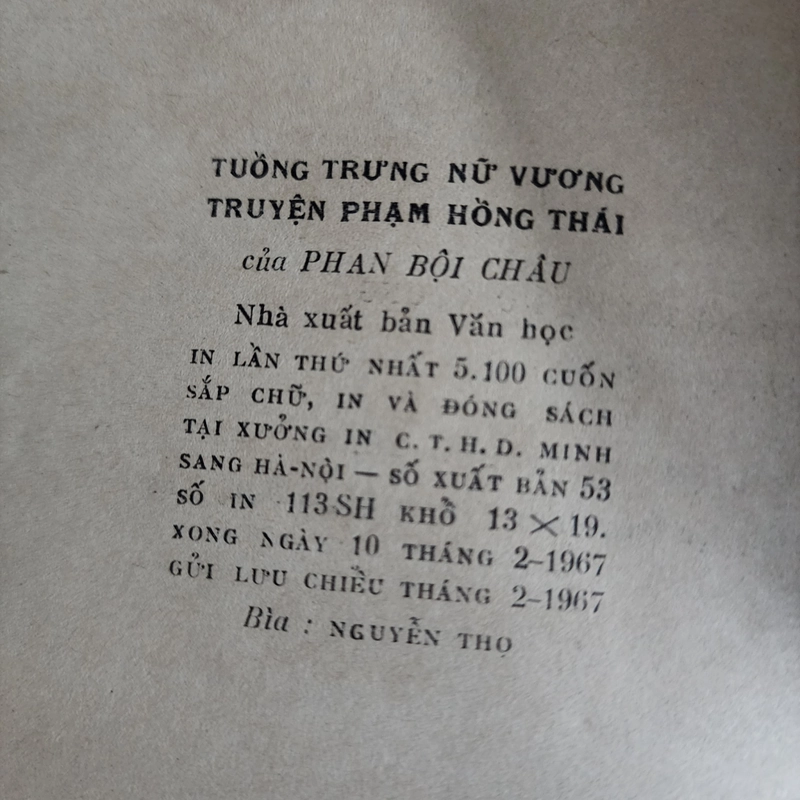 TUỒNG TRƯNG NỮ VƯƠNG
TRUYỆN PHẠM HỒNG THÁI
của PHAN BỘI CHÂU
Nhà xuất bản Văn học
IN LẦN THỨ NHẤT 5.100 CUỐN
SẮP CHỮ, IN VÀ ĐÓNG SÁCH
TẠI XƯỞNG IN C. T. H. D. MINH
SANG HÀ-NỘI — SỐ XUẤT BẢN 53
SỐ IN 113 SH KHỔ 13 × 19.
XONG NGÀY 10 THÁNG 2-1967
GỬI LƯU CHIỀU THÁNG 2-1967
Bìa : NGUYỄN THỌ